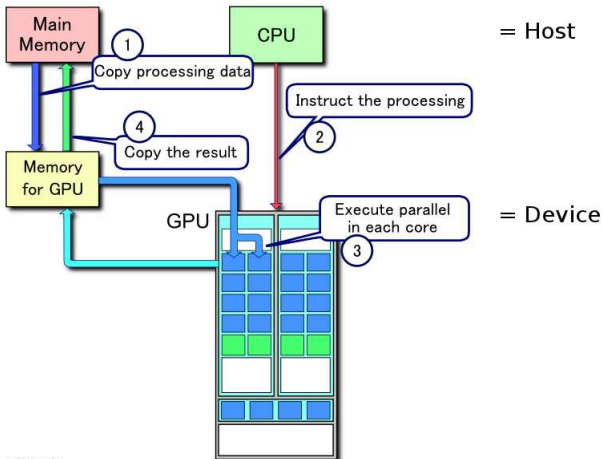 Main
Memory
CPU
= Host
1
Copy processing data
Instruct the processing
2
4
Copy the result
Memory
for GPU
GPU
Execute parallel
in each core
3
= Device